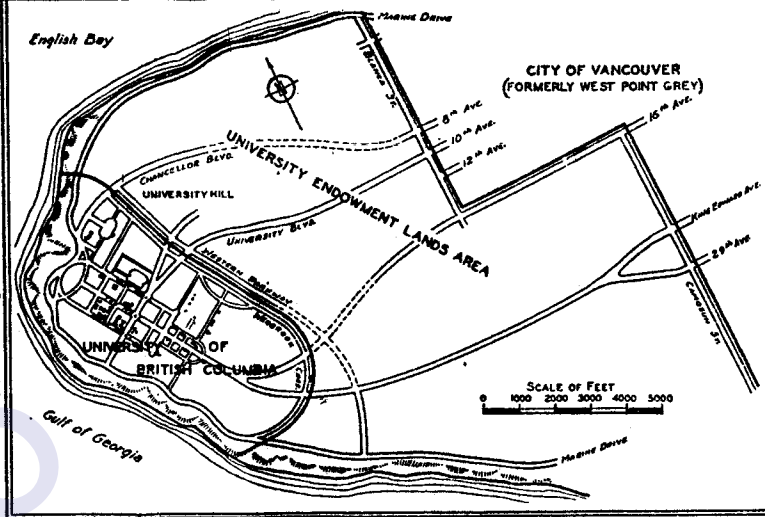 English Bay
MARINE DRIVE
BLANCA ST.
CITY OF VANCOUVER
(FORMERLY WEST POINT GREY)
8TH AVE.
10TH AVE.
12TH AVE.
16TH AVE.
UNIVERSITY ENDOWMENT LANDS AREA
CHANCELLOR BLVD.
UNIVERSITY HILL
UNIVERSITY BLVD.
WESTERN PARKWAY
KING EDWARD AVE.
29TH AVE.
CAMOSUN ST.
UNIVERSITY OF
BRITISH COLUMBIA
SCALE OF FEET
0 1000 2000 3000 4000 5000
Gulf of Georgia
MARINE DRIVE